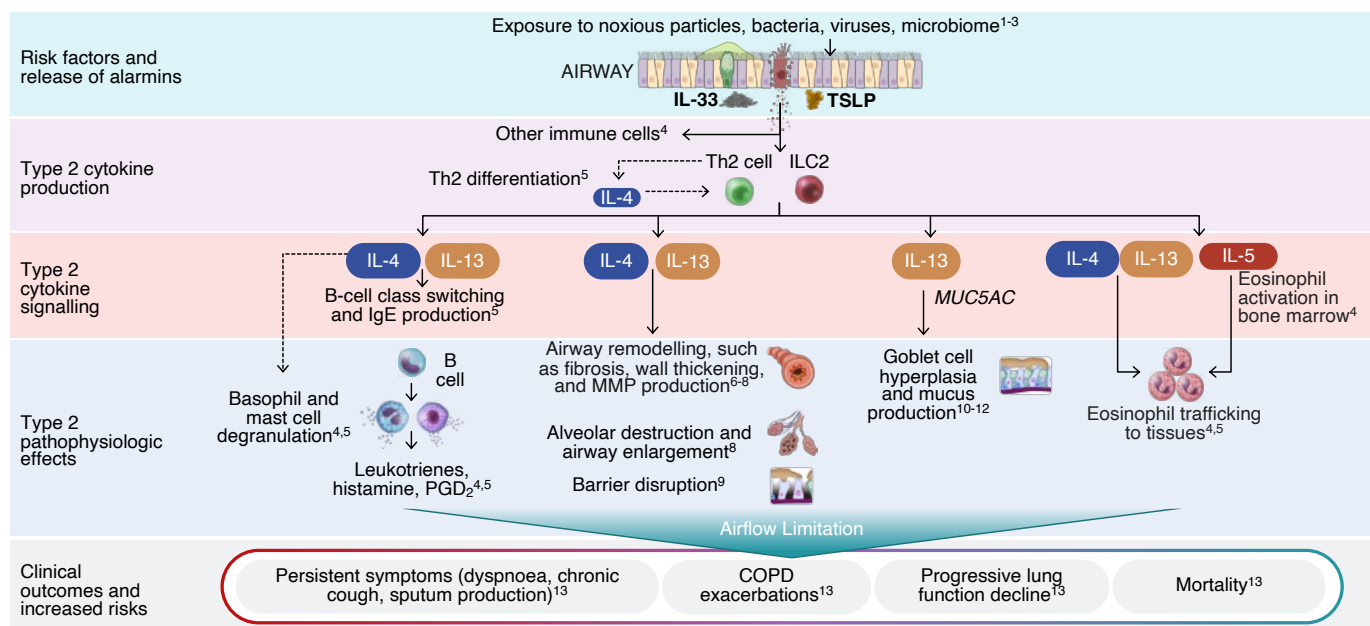 Risk factors and
release of alarmins
Exposure to noxious particles, bacteria, viruses, microbiome1-3
AIRWAY
IL-33
TSLP
Type 2 cytokine
production
Other immune cells4
Th2 differentiation5
IL-4
Th2 cell
ILC2
Type 2
cytokine
signalling
IL-4
IL-13
B-cell class switching
and IgE production5
IL-4
IL-13
IL-13
MUC5AC
IL-4
IL-13
IL-5
Eosinophil
activation in
bone marrow4
Type 2
pathophysiologic
effects
Basophil and
mast cell
degranulation4,5
B
cell
Leukotrienes,
histamine, PGD2 4,5
Airway remodelling, such
as fibrosis, wall thickening,
and MMP production6-8
Alveolar destruction and
airway enlargement8
Barrier disruption9
Goblet cell
hyperplasia
and mucus
production10-12
Eosinophil trafficking
to tissues4,5
Airflow Limitation
Clinical
outcomes and
increased risks
Persistent symptoms (dyspnoea, chronic
cough, sputum production)13
COPD
exacerbations13
Progressive lung
function decline13
Mortality13